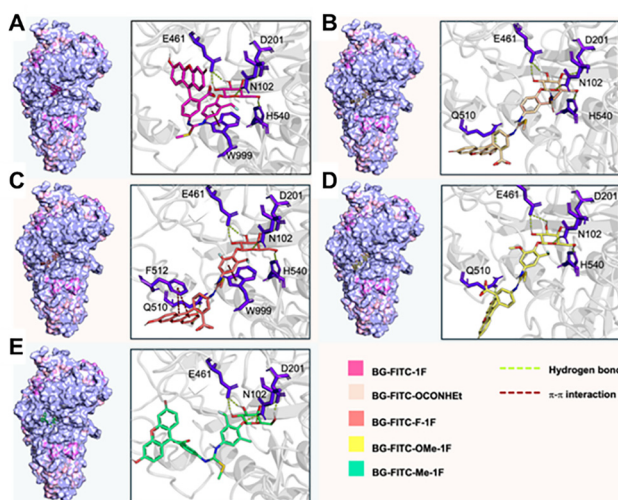 A
E461
D201
N102
H540
W999
B
E461
D201
N102
Q510
H540
C
E461
D201
N102
F512
H540
Q510
W999
D
E461
D201
N102
Q510
H540
E
E461
D201
N102
BG-FITC-1F
BG-FITC-OCONHEt
BG-FITC-F-1F
BG-FITC-OMe-1F
BG-FITC-Me-1F
Hydrogen bond
π-π interaction